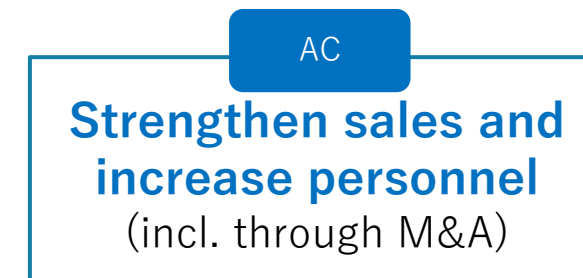 AC
Strengthen sales and
increase personnel
(incl. through M&A)